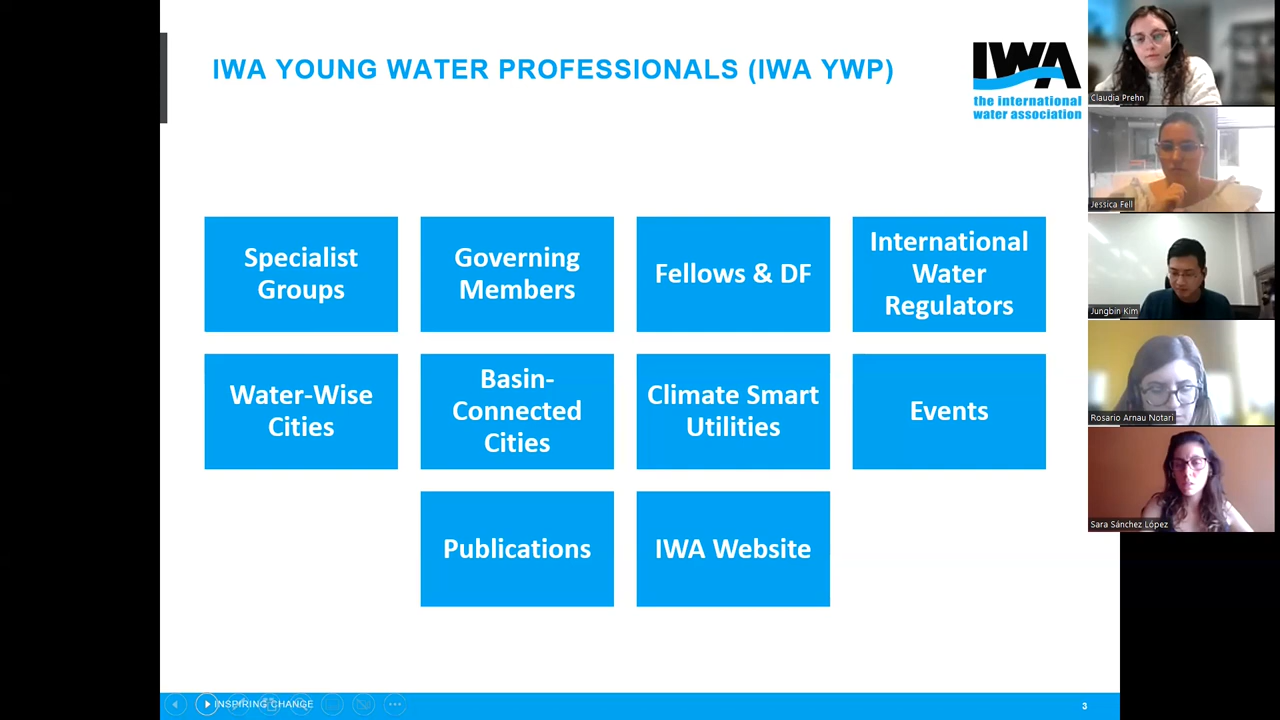 IWA YOUNG WATER PROFESSIONALS (IWA YWP)
IWA
the international
water association
Specialist
Groups
Governing
Members
Fellows & DF
International
Water
Regulators
Water-Wise
Cities
Basin-
Connected
Cities
Climate Smart
Utilities
Events
Publications
IWA Website
INSPIRING CHANGE
3
Claudia Prehn
Jessica Fell
Jungbin Kim
Rosario Arnau Notari
Sara Sánchez López